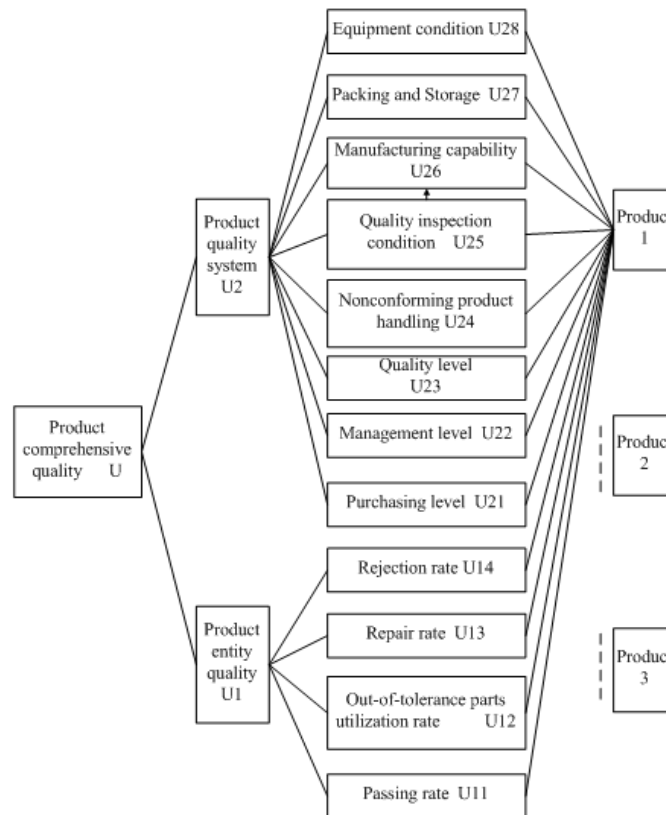 Equipment condition U28
Packing and Storage U27
Manufacturing capability
U26
Quality inspection
condition U25
Nonconforming product
handling U24
Quality level
U23
Management level U22
Purchasing level U21
Rejection rate U14
Repair rate U13
Out-of-tolerance parts
utilization rate U12
Passing rate U11
Product
quality
system
U2
Product
entity
quality
U1
Product
comprehensive
quality U
Product
1
Product
2
Product
3